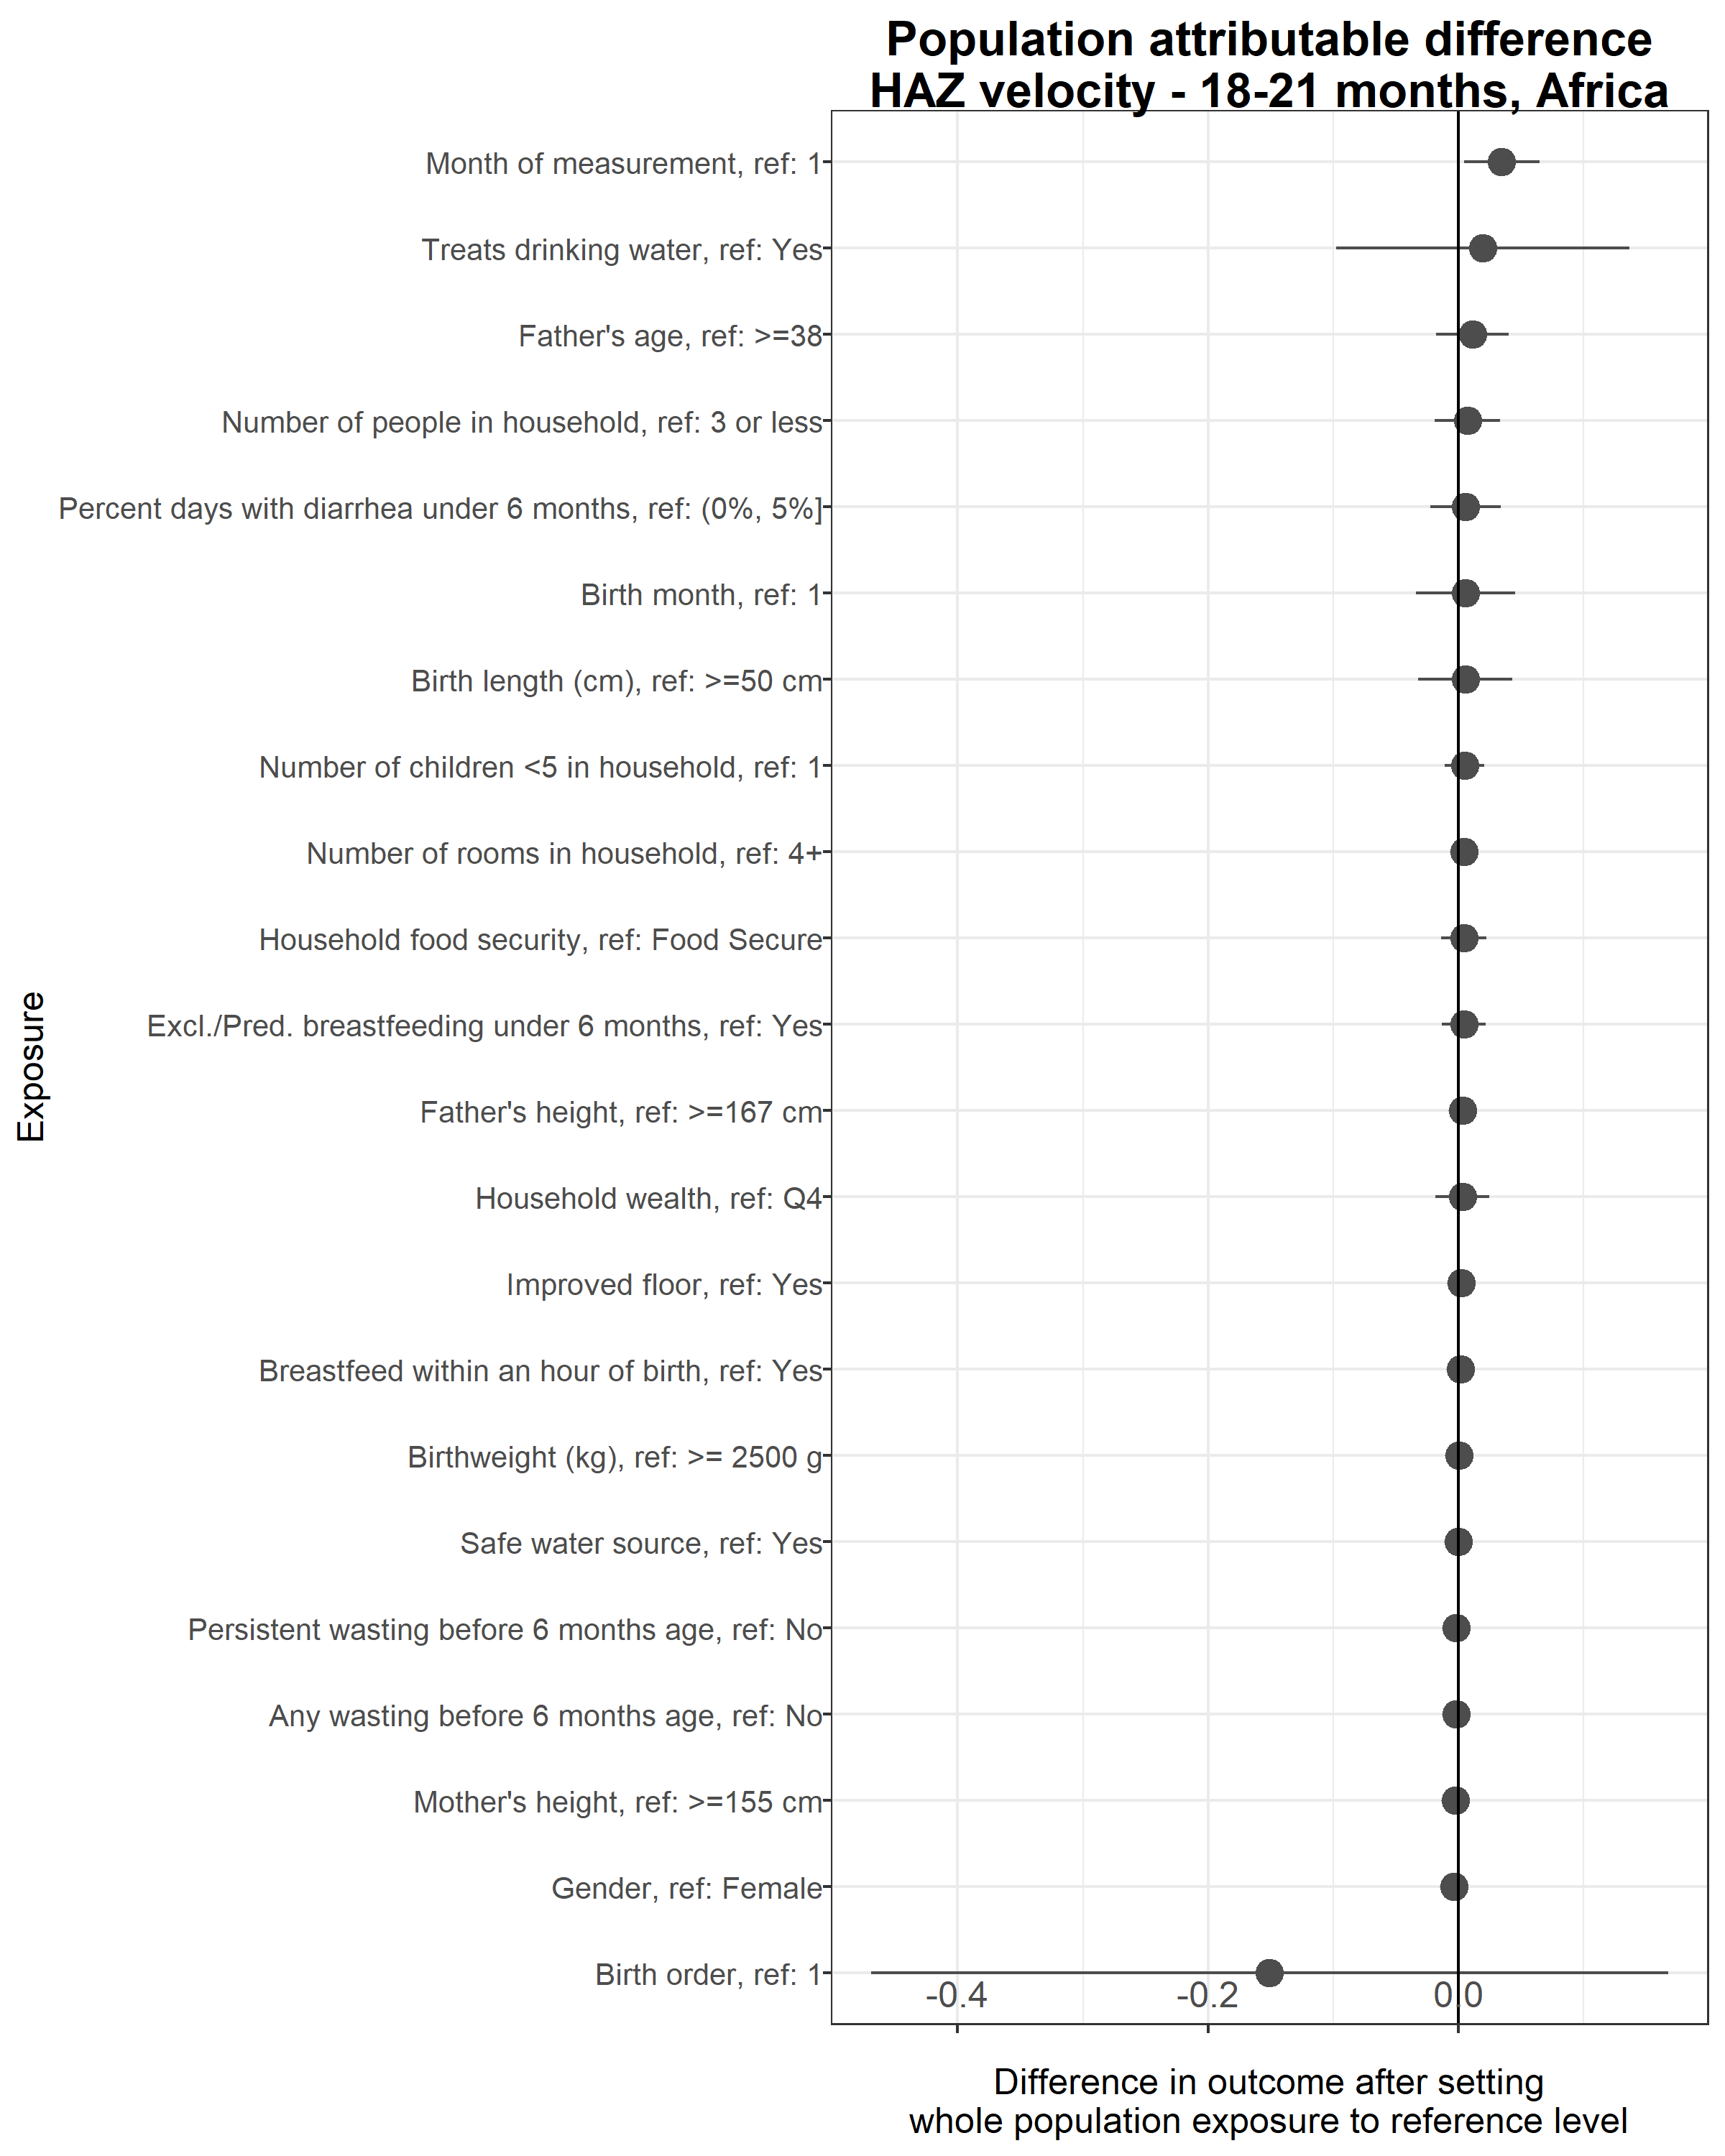 Population attributable difference
HAZ velocity - 18-21 months, Africa
Month of measurement, ref: 1
Treats drinking water, ref: Yes
Father's age, ref: >=38
Number of people in household, ref: 3 or less
Percent days with diarrhea under 6 months, ref: (0%, 5%]
Birth month, ref: 1
Birth length (cm), ref: >=50 cm
Number of children <5 in household, ref: 1
Number of rooms in household, ref: 4+
Household food security, ref: Food Secure
Excl./Pred. breastfeeding under 6 months, ref: Yes
Father's height, ref: >=167 cm
Household wealth, ref: Q4
Improved floor, ref: Yes
Breastfeed within an hour of birth, ref: Yes
Birthweight (kg), ref: >= 2500 g
Safe water source, ref: Yes
Persistent wasting before 6 months age, ref: No
Any wasting before 6 months age, ref: No
Mother's height, ref: >=155 cm
Gender, ref: Female
Birth order, ref: 1
Exposure
-0.4 -0.2 0.0
Difference in outcome after setting
whole population exposure to reference level